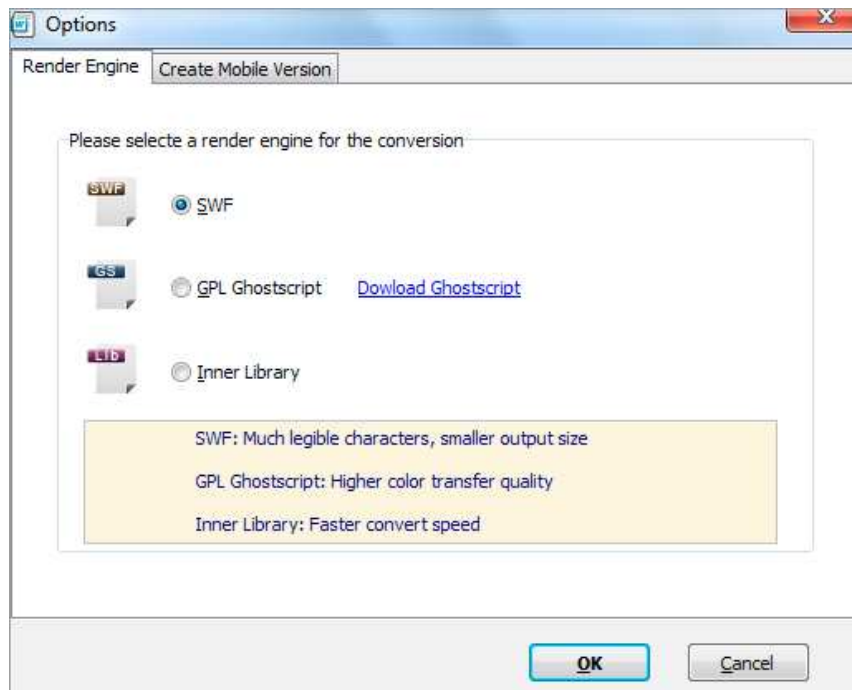 Options
Render Engine Create Mobile Version
Please selecte a render engine for the conversion
SWF
SWF
GS
GPL Ghostscript Dowload Ghostscript
Lib
Inner Library
SWF: Much legible characters, smaller output size
GPL Ghostscript: Higher color transfer quality
Inner Library: Faster convert speed
OK Cancel